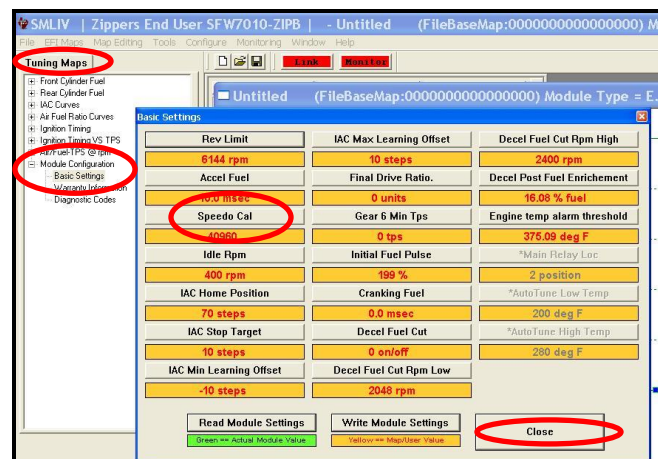 SMLIV | Zippers End User SFW7010-ZIPB | - Untitled (FileBaseMap:0000000000000000) M
File EFI Maps Map Editing Tools Configure Monitoring Window Help
Tuning Maps
Link Monitor
Front Cylinder Fuel
Rear Cylinder Fuel
IAC Curves
Air Fuel Ratio Curves
Ignition Timing
Ignition Timing VS TPS
Air/Fuel-TPS @ rpm
Module Configuration
Basic Settings
Warranty Information
Diagnostic Codes
Untitled (FileBaseMap:0000000000000000) Module Type = E.
Basic Settings
Rev Limit IAC Max Learning Offset Decel Fuel Cut Rpm High
6144 rpm 10 steps 2400 rpm
Accel Fuel Final Drive Ratio. Decel Post Fuel Enrichement
10.0 msec 0 units 16.08 % fuel
Speedo Cal Gear 6 Min Tps Engine temp alarm threshold
40960 0 tps 375.09 deg F
Idle Rpm Initial Fuel Pulse *Main Relay Loc
400 rpm 199 % 2 position
IAC Home Position Cranking Fuel *AutoTune Low Temp
70 steps 0.0 msec 200 deg F
IAC Stop Target Decel Fuel Cut *AutoTune High Temp
10 steps 0 on/off 280 deg F
IAC Min Learning Offset Decel Fuel Cut Rpm Low
-10 steps 2048 rpm
Read Module Settings Write Module Settings Close
Green == Actual Module Value Yellow == Map/User Value